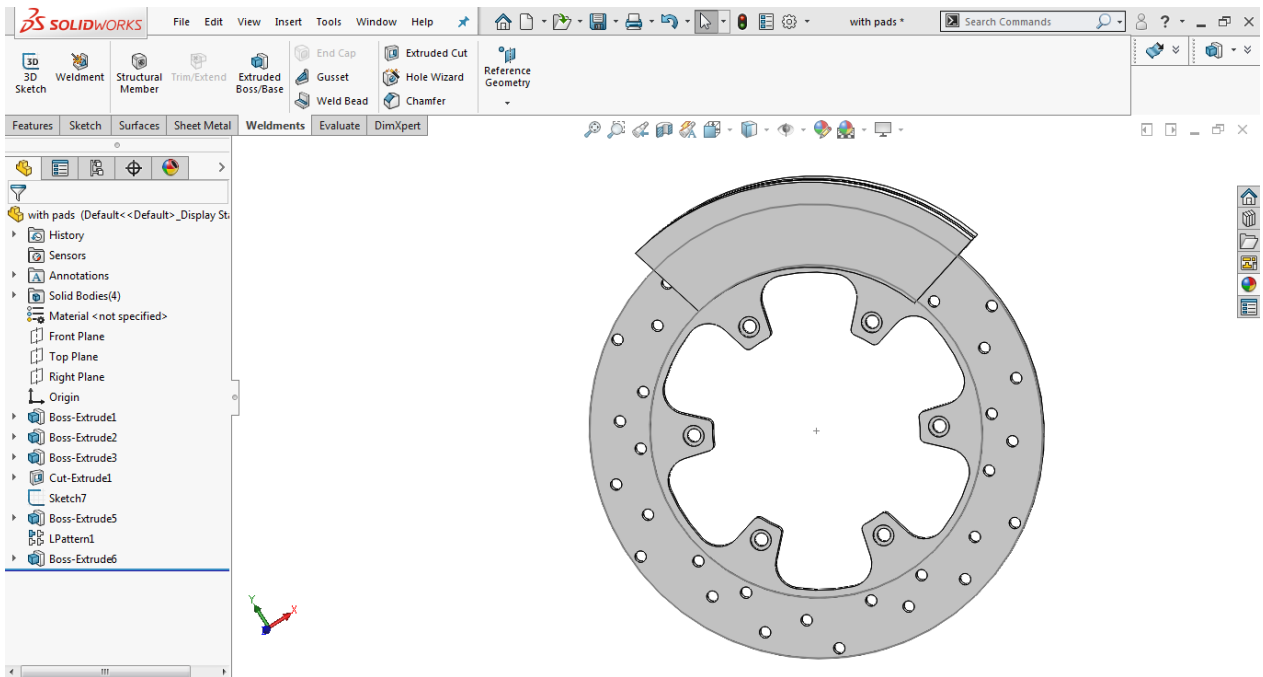 SOLIDWORKS File Edit View Insert Tools Window Help with pads * Search Commands ?
3D Sketch
Weldment
Structural Member
Trim/Extend
Extruded Boss/Base
End Cap
Gusset
Weld Bead
Extruded Cut
Hole Wizard
Chamfer
Reference Geometry
Features Sketch Surfaces Sheet Metal Weldments Evaluate DimXpert
with pads (Default<<Default>_Display St
History
Sensors
Annotations
Solid Bodies(4)
Material <not specified>
Front Plane
Top Plane
Right Plane
Origin
Boss-Extrude1
Boss-Extrude2
Boss-Extrude3
Cut-Extrude1
Sketch7
Boss-Extrude5
LPattern1
Boss-Extrude6
Y X